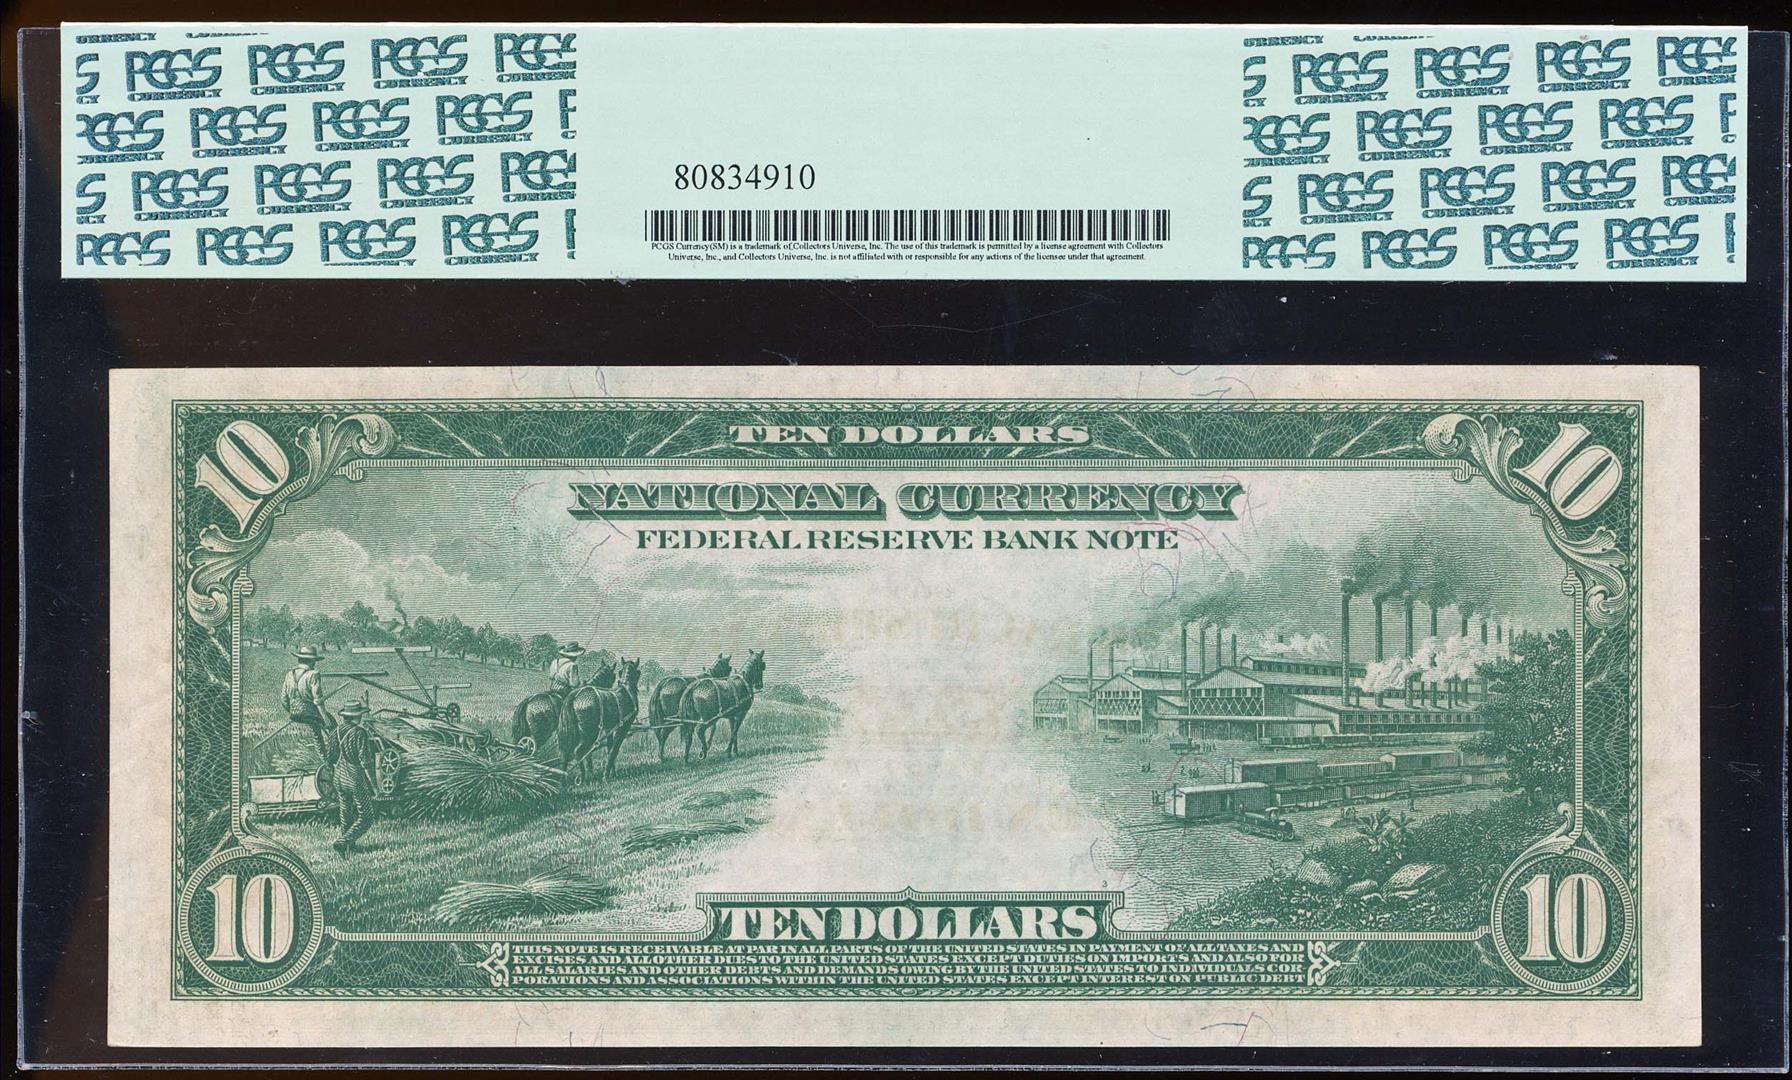 PCGS CURRENCY
80834910
PCGS Currency(SM) is a trademark of Collectors Universe, Inc. The use of this trademark is permitted by a license agreement with Collectors
Universe, Inc., and Collectors Universe, Inc. is not affiliated with or responsible for any actions of the licensee under that agreement.
10 TEN DOLLARS 10
NATIONAL CURRENCY
FEDERAL RESERVE BANK NOTE
3
10 TEN DOLLARS 10
THIS NOTE IS RECEIVABLE AT PAR IN ALL PARTS OF THE UNITED STATES IN PAYMENT OF ALL TAXES AND
EXCISES AND ALL OTHER DUES TO THE UNITED STATES EXCEPT DUTIES ON IMPORTS AND ALSO FOR
ALL SALARIES AND OTHER DEBTS AND DEMANDS OWING BY THE UNITED STATES TO INDIVIDUALS COR
PORATIONS AND ASSOCIATIONS WITHIN THE UNITED STATES EXCEPT INTEREST ON PUBLIC DEBT